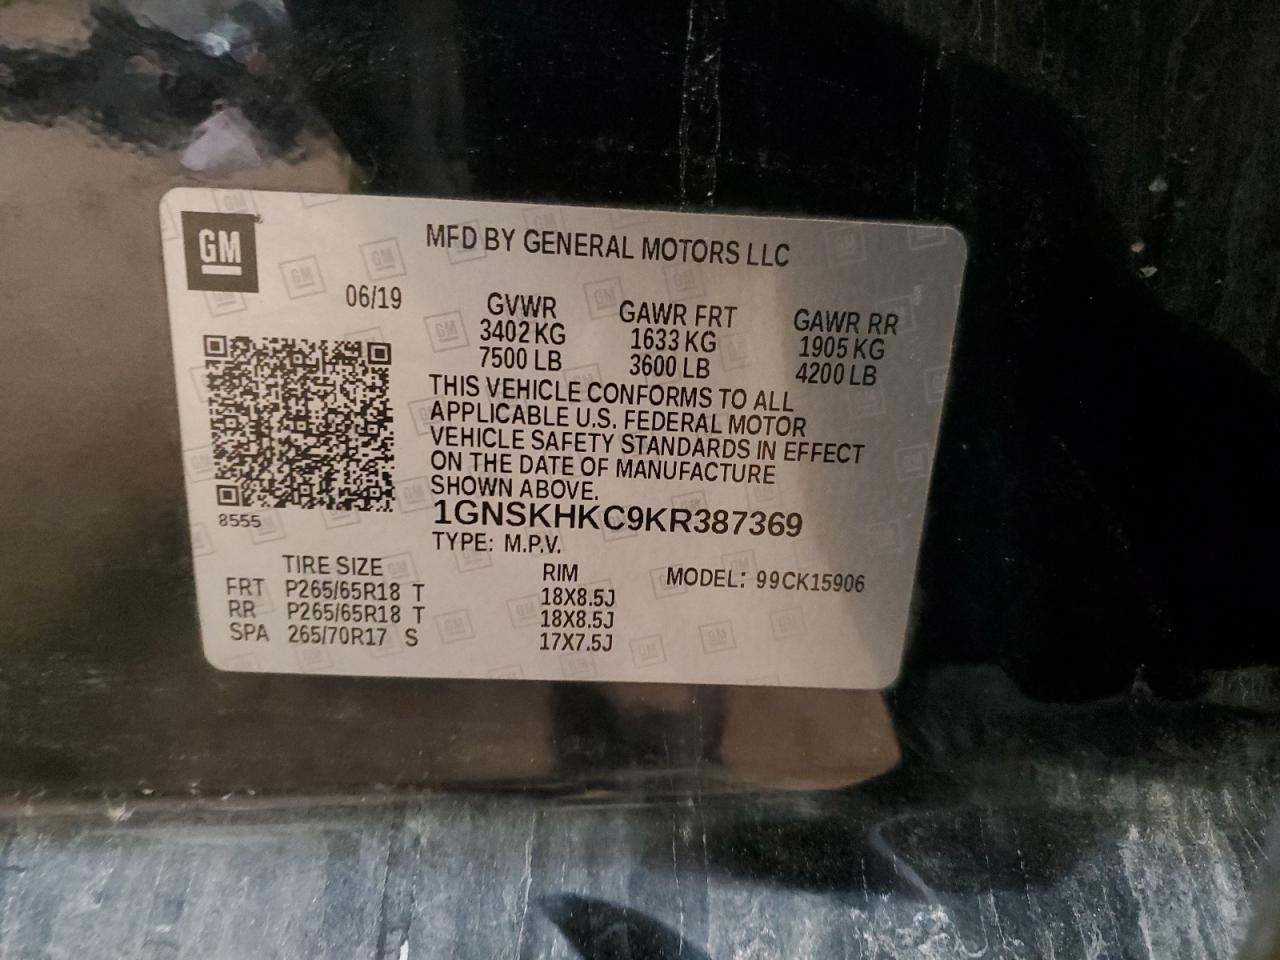 GM
MFD BY GENERAL MOTORS LLC
06/19
GVWR GAWR FRT GAWR RR
3402 KG 1633 KG 1905 KG
7500 LB 3600 LB 4200 LB
THIS VEHICLE CONFORMS TO ALL
APPLICABLE U.S. FEDERAL MOTOR
VEHICLE SAFETY STANDARDS IN EFFECT
ON THE DATE OF MANUFACTURE
SHOWN ABOVE.
8555
1GNSKHKC9KR387369
TYPE: M.P.V.
TIRE SIZE RIM MODEL: 99CK15906
FRT P265/65R18 T 18X8.5J
RR P265/65R18 T 18X8.5J
SPA 265/70R17 S 17X7.5J